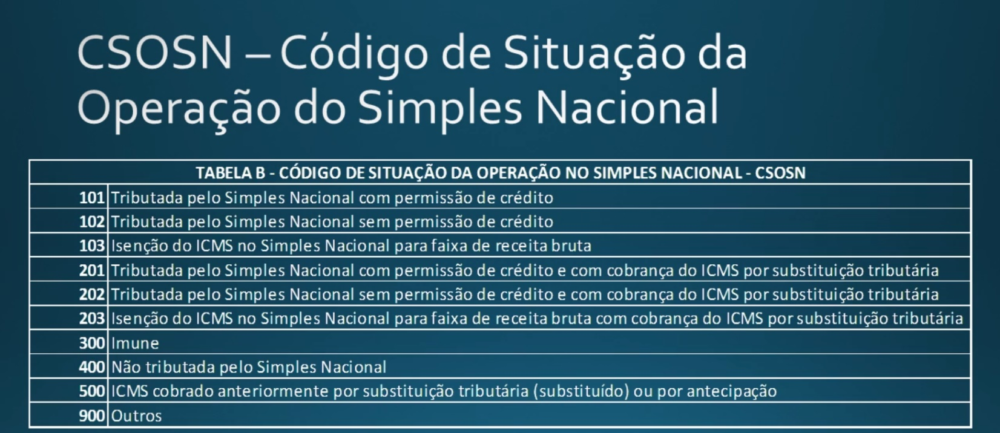 CSOSN – Código de Situação da
Operação do Simples Nacional
TABELA B - CÓDIGO DE SITUAÇÃO DA OPERAÇÃO NO SIMPLES NACIONAL - CSOSN
101 Tributada pelo Simples Nacional com permissão de crédito
102 Tributada pelo Simples Nacional sem permissão de crédito
103 Isenção do ICMS no Simples Nacional para faixa de receita bruta
201 Tributada pelo Simples Nacional com permissão de crédito e com cobrança do ICMS por substituição tributária
202 Tributada pelo Simples Nacional sem permissão de crédito e com cobrança do ICMS por substituição tributária
203 Isenção do ICMS no Simples Nacional para faixa de receita bruta com cobrança do ICMS por substituição tributária
300 Imune
400 Não tributada pelo Simples Nacional
500 ICMS cobrado anteriormente por substituição tributária (substituído) ou por antecipação
900 Outros